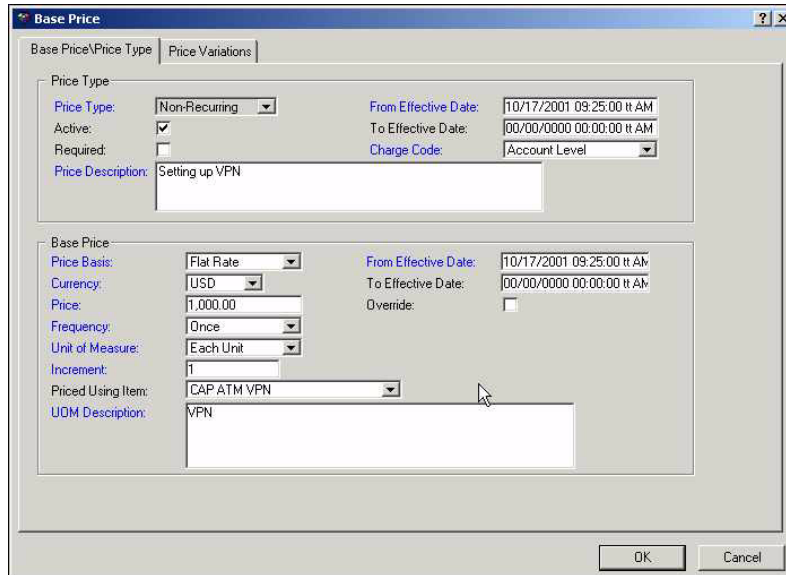 Base Price
Base Price\Price Type Price Variations
Price Type
Price Type: Non-Recurring From Effective Date: 10/17/2001 09:25:00 tt AM
Active: To Effective Date: 00/00/0000 00:00:00 tt AM
Required: Charge Code: Account Level
Price Description: Setting up VPN
Base Price
Price Basis: Flat Rate From Effective Date: 10/17/2001 09:25:00 tt AM
Currency: USD To Effective Date: 00/00/0000 00:00:00 tt AM
Price: 1,000.00 Override:
Frequency: Once
Unit of Measure: Each Unit
Increment: 1
Priced Using Item: CAP ATM VPN
UOM Description: VPN
OK Cancel